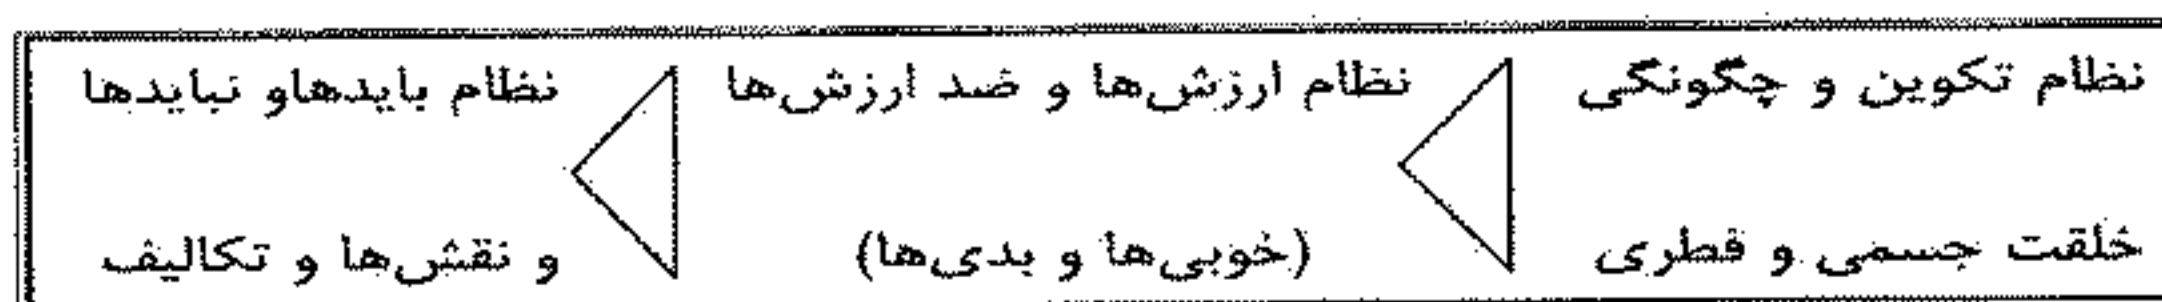 نظام تکوین و چگونگی
خلقت جسمی و فطری
نظام ارزش‌ها و ضد ارزش‌ها
(خوبی‌ها و بدی‌ها)
نظام بایدهاو نبایدها
و نقش‌ها و تکالیف